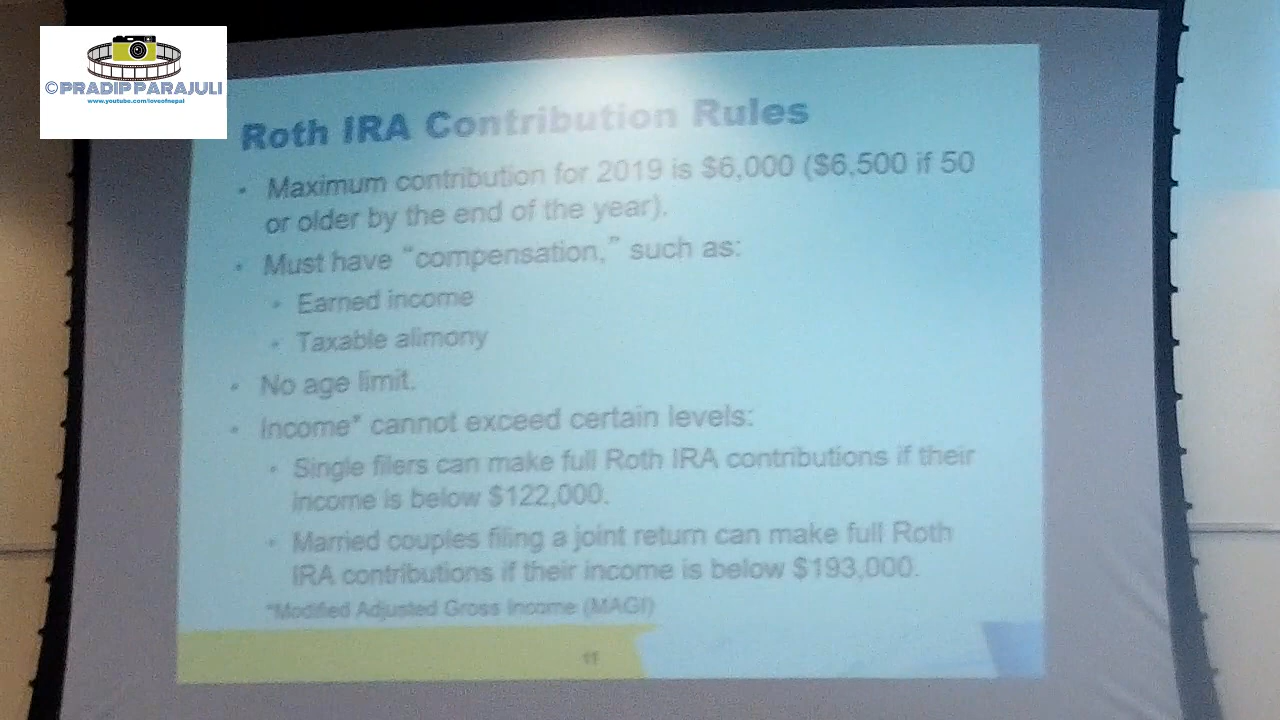 ©PRADIP PARAJULI
www.youtube.com/loveofnepal
Roth IRA Contribution Rules
• Maximum contribution for 2019 is $6,000 ($6,500 if 50
or older by the end of the year).
• Must have “compensation,” such as:
• Earned income
• Taxable alimony
• No age limit.
• Income* cannot exceed certain levels:
• Single filers can make full Roth IRA contributions if their
income is below $122,000.
• Married couples filing a joint return can make full Roth
IRA contributions if their income is below $193,000.
*Modified Adjusted Gross Income (MAGI)
11